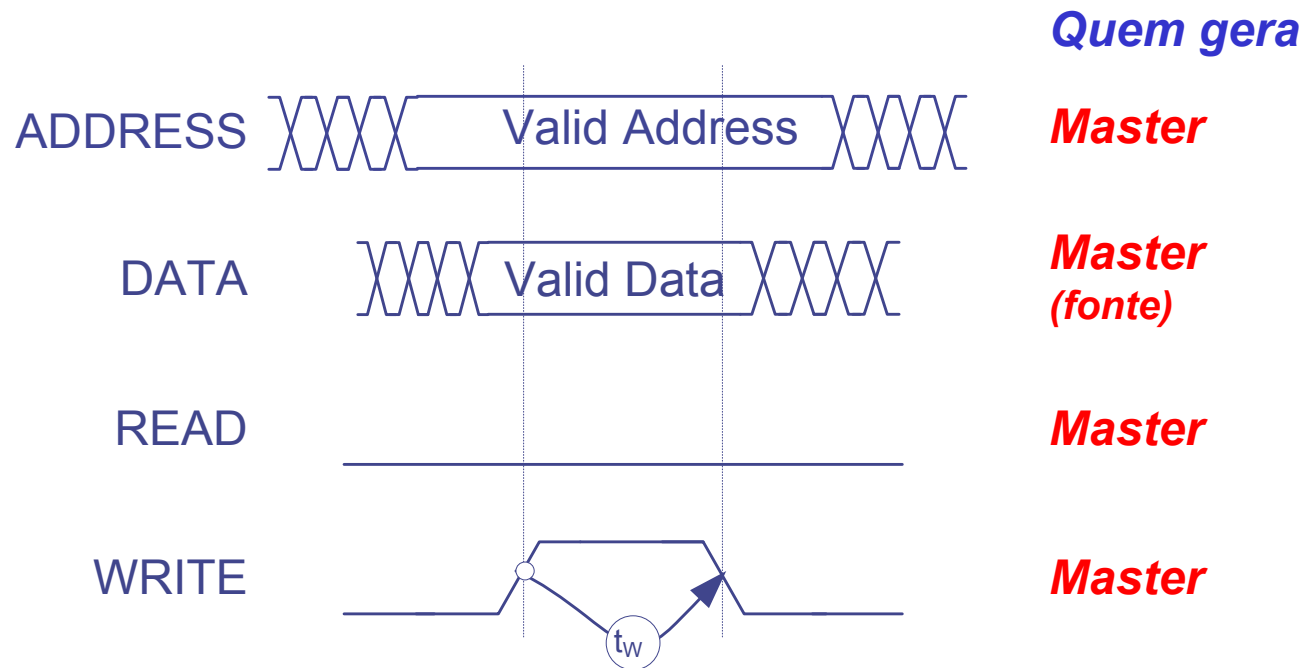 Quem gera
ADDRESS Valid Address Master
DATA Valid Data Master
(fonte)
READ Master
WRITE Master
tW